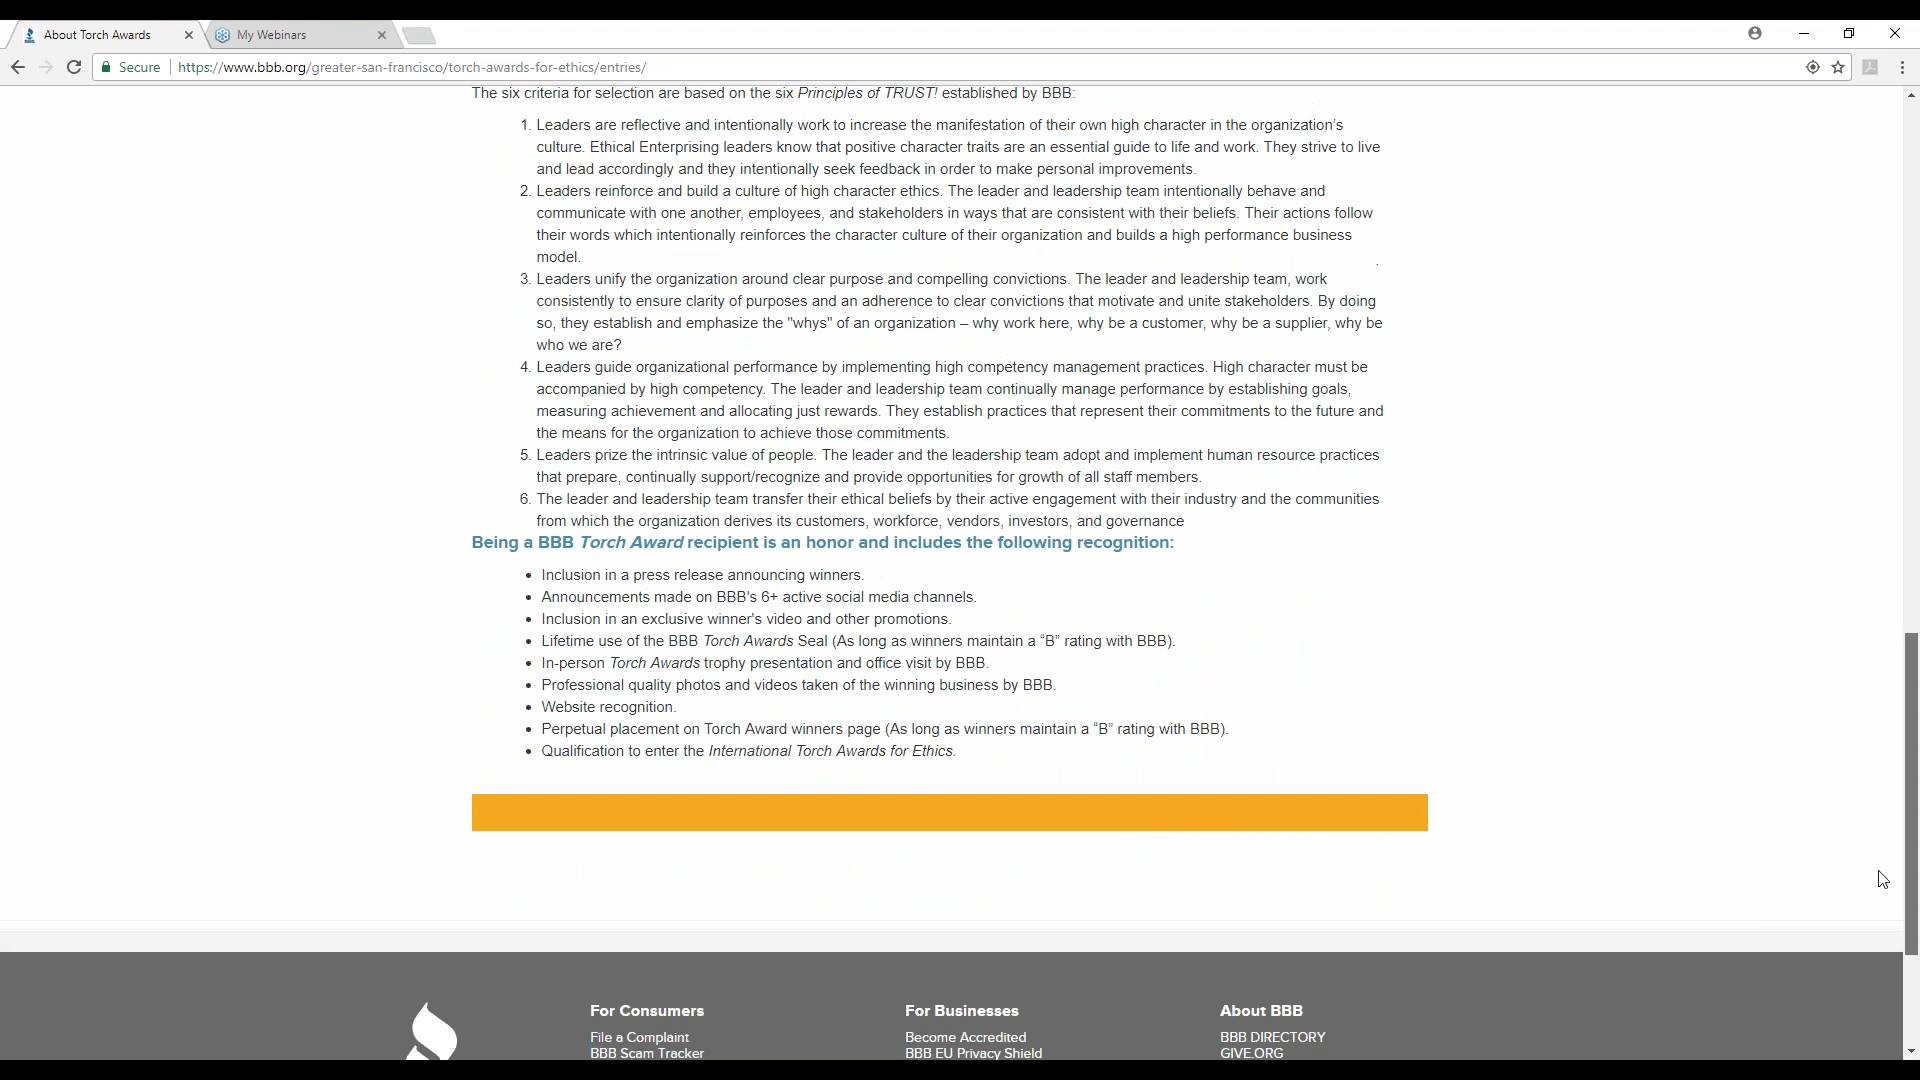 About Torch Awards
My Webinars
Secure
https://www.bbb.org/greater-san-francisco/torch-awards-for-ethics/entries/
The six criteria for selection are based on the six Principles of TRUST! established by BBB:
1. Leaders are reflective and intentionally work to increase the manifestation of their own high character in the organization's
culture. Ethical Enterprising leaders know that positive character traits are an essential guide to life and work. They strive to live
and lead accordingly and they intentionally seek feedback in order to make personal improvements.
2. Leaders reinforce and build a culture of high character ethics. The leader and leadership team intentionally behave and
communicate with one another, employees, and stakeholders in ways that are consistent with their beliefs. Their actions follow
their words which intentionally reinforces the character culture of their organization and builds a high performance business
model.
3. Leaders unify the organization around clear purpose and compelling convictions. The leader and leadership team, work
consistently to ensure clarity of purposes and an adherence to clear convictions that motivate and unite stakeholders. By doing
so, they establish and emphasize the "whys" of an organization – why work here, why be a customer, why be a supplier, why be
who we are?
4. Leaders guide organizational performance by implementing high competency management practices. High character must be
accompanied by high competency. The leader and leadership team continually manage performance by establishing goals,
measuring achievement and allocating just rewards. They establish practices that represent their commitments to the future and
the means for the organization to achieve those commitments.
5. Leaders prize the intrinsic value of people. The leader and the leadership team adopt and implement human resource practices
that prepare, continually support/recognize and provide opportunities for growth of all staff members.
6. The leader and leadership team transfer their ethical beliefs by their active engagement with their industry and the communities
from which the organization derives its customers, workforce, vendors, investors, and governance
Being a BBB Torch Award recipient is an honor and includes the following recognition:
• Inclusion in a press release announcing winners.
• Announcements made on BBB's 6+ active social media channels.
• Inclusion in an exclusive winner's video and other promotions.
• Lifetime use of the BBB Torch Awards Seal (As long as winners maintain a “B” rating with BBB).
• In-person Torch Awards trophy presentation and office visit by BBB.
• Professional quality photos and videos taken of the winning business by BBB.
• Website recognition.
• Perpetual placement on Torch Award winners page (As long as winners maintain a “B” rating with BBB).
• Qualification to enter the International Torch Awards for Ethics.
For Consumers
File a Complaint
BBB Scam Tracker
For Businesses
Become Accredited
BBB EU Privacy Shield
About BBB
BBB DIRECTORY
GIVE.ORG